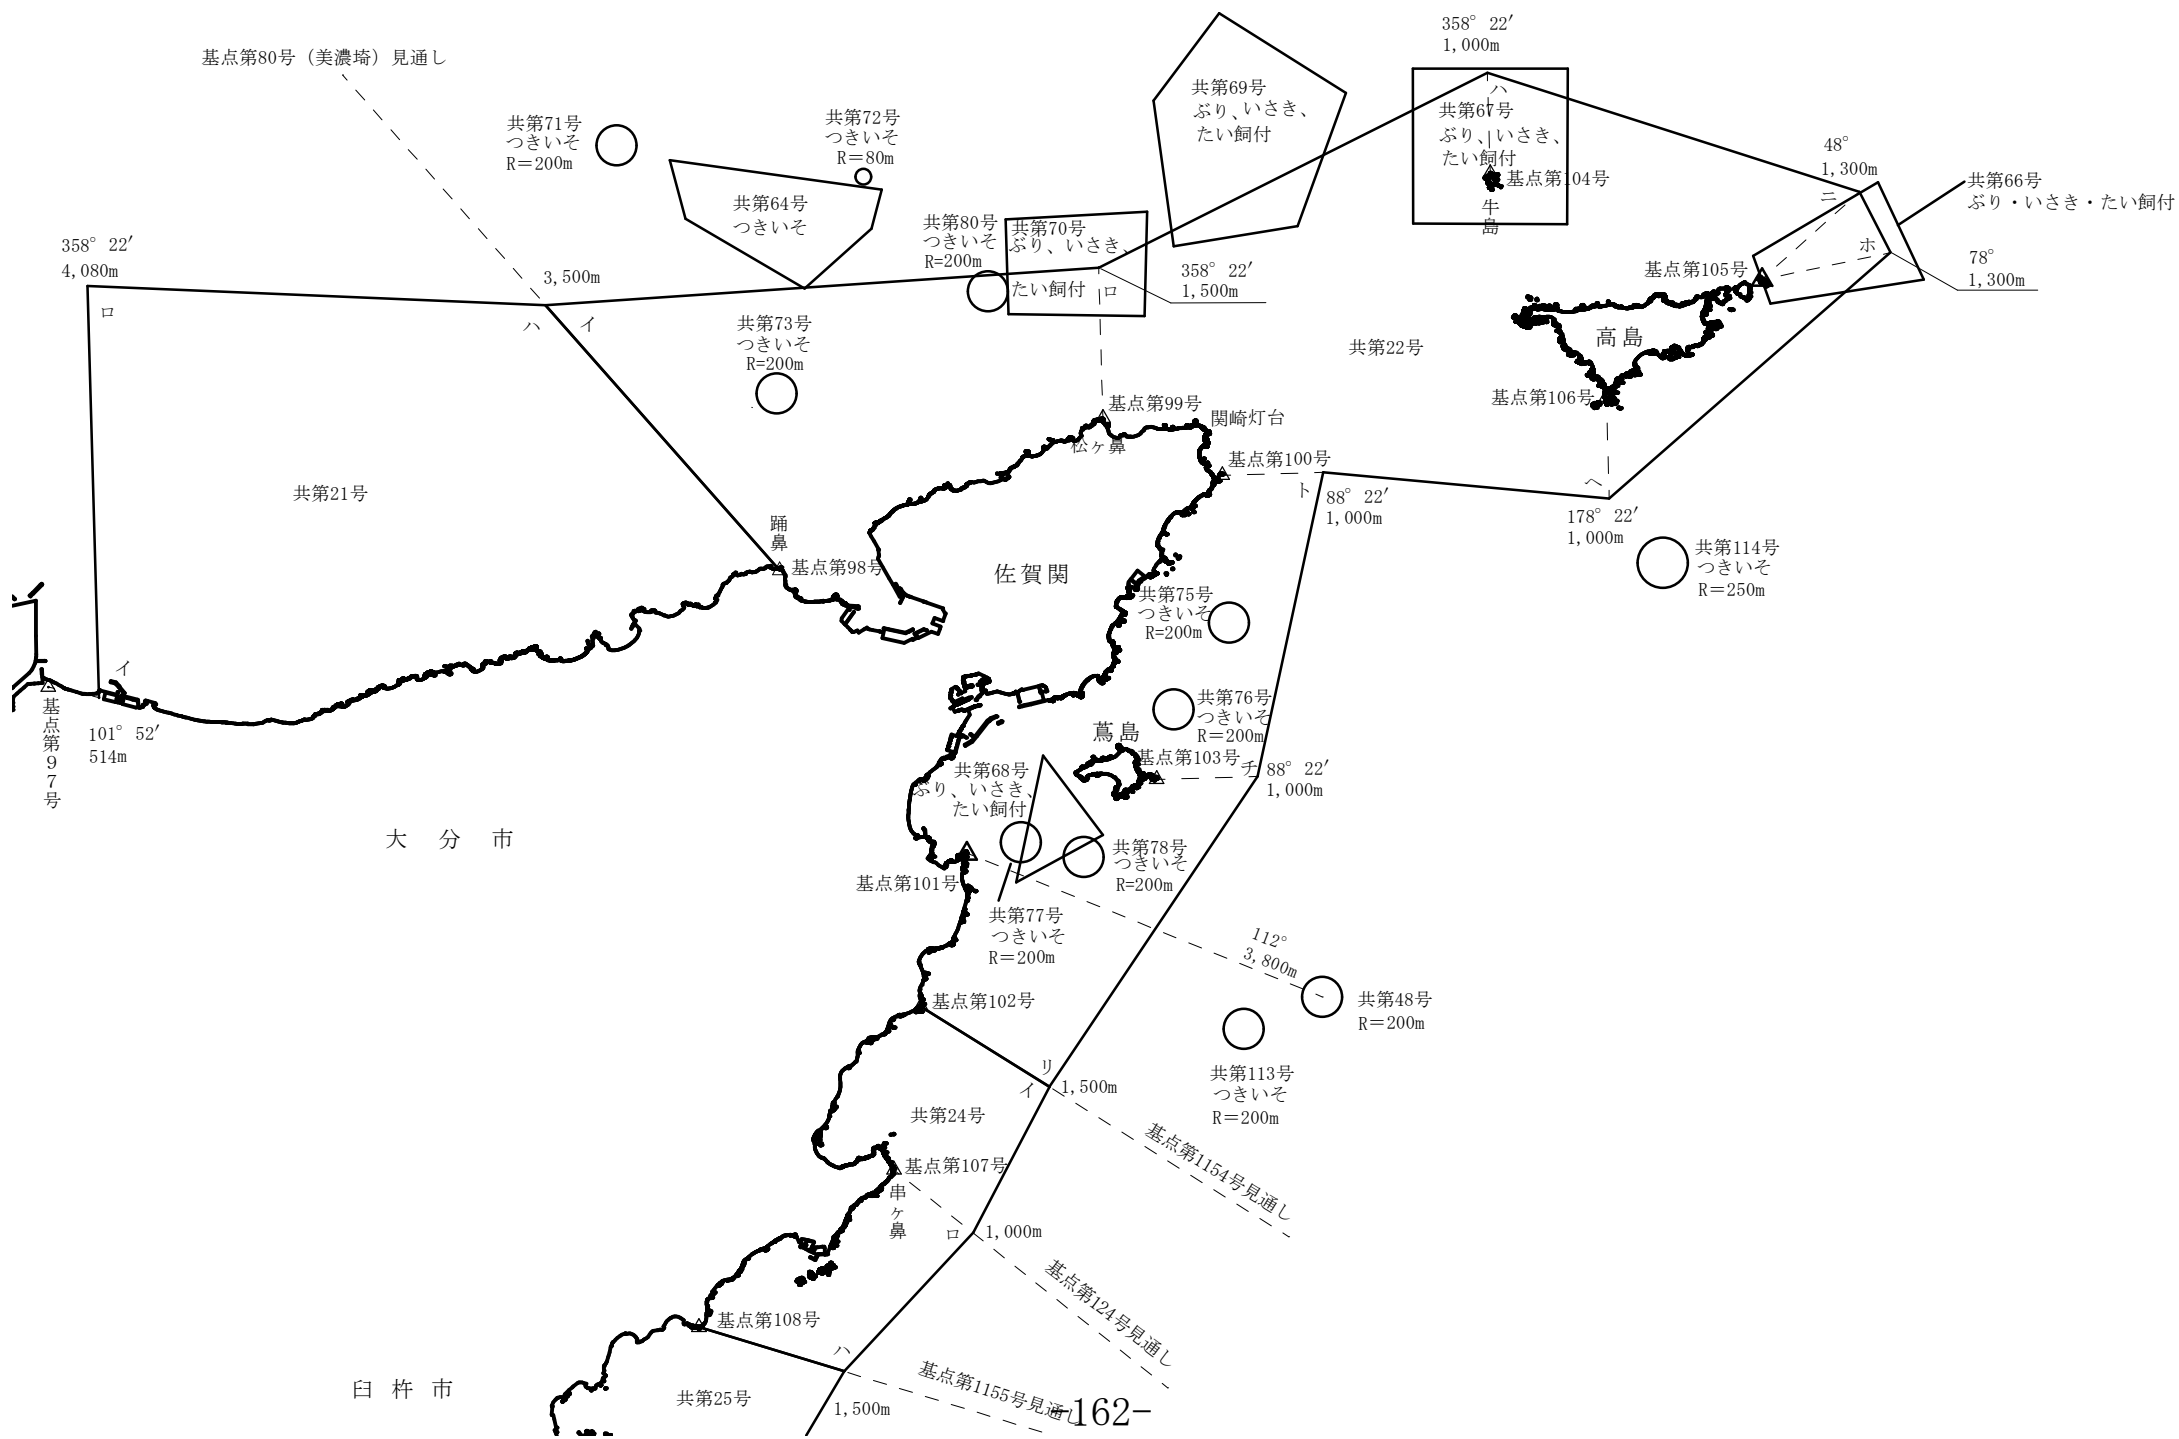 基点第80号（美濃埼）見通し
358° 22′
1,000m
共第69号
ぶり、いさき、
たい飼付
ハ
共第67号
ぶり、いさき、
たい飼付
基点第104号
牛島
共第71号
つきいそ
R＝200m
共第72号
つきいそ
R＝80m
共第64号
つきいそ
48°
1,300m
ニ
共第66号
ぶり・いさき・たい飼付
共第80号
つきいそ
R=200m
共第70号
ぶり、いさき、
たい飼付
ロ
358° 22′
1,500m
ホ
78°
1,300m
基点第105号
358° 22′
4,080m
ロ
3,500m
ハ
イ
共第73号
つきいそ
R=200m
共第22号
高島
基点第106号
基点第99号
松ヶ鼻
関崎灯台
基点第100号
ト
88° 22′
1,000m
ヘ
178° 22′
1,000m
共第21号
踊鼻
基点第98号
佐賀関
共第114号
つきいそ
R＝250m
共第75号
つきいそ
R=200m
イ
基点第97号
101° 52′
514m
共第76号
つきいそ
R＝200m
蔦島
基点第103号
チ
88° 22′
1,000m
共第68号
ぶり、いさき、
たい飼付
大分市
共第78号
つきいそ
R=200m
基点第101号
共第77号
つきいそ
R＝200m
112°
3,800m
共第48号
R＝200m
基点第102号
共第113号
つきいそ
R＝200m
リ
イ
1,500m
共第24号
基点第1154号見通し
基点第107号
串ヶ鼻
ロ
1,000m
基点第124号見通し
基点第108号
ハ
基点第1155号見通し
臼杵市
共第25号
1,500m
-162-